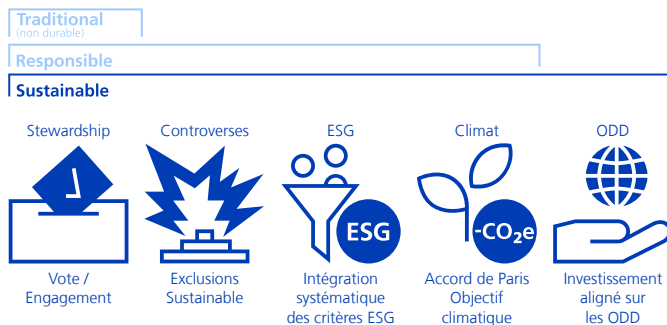 Traditional
(non durable)
Responsible
Sustainable
Stewardship
Controverses
ESG
Climat
ODD
ESG
-CO₂e
Vote /
Engagement
Exclusions
Sustainable
Intégration
systématique
des critères ESG
Accord de Paris
Objectif
climatique
Investissement
aligné sur
les ODD